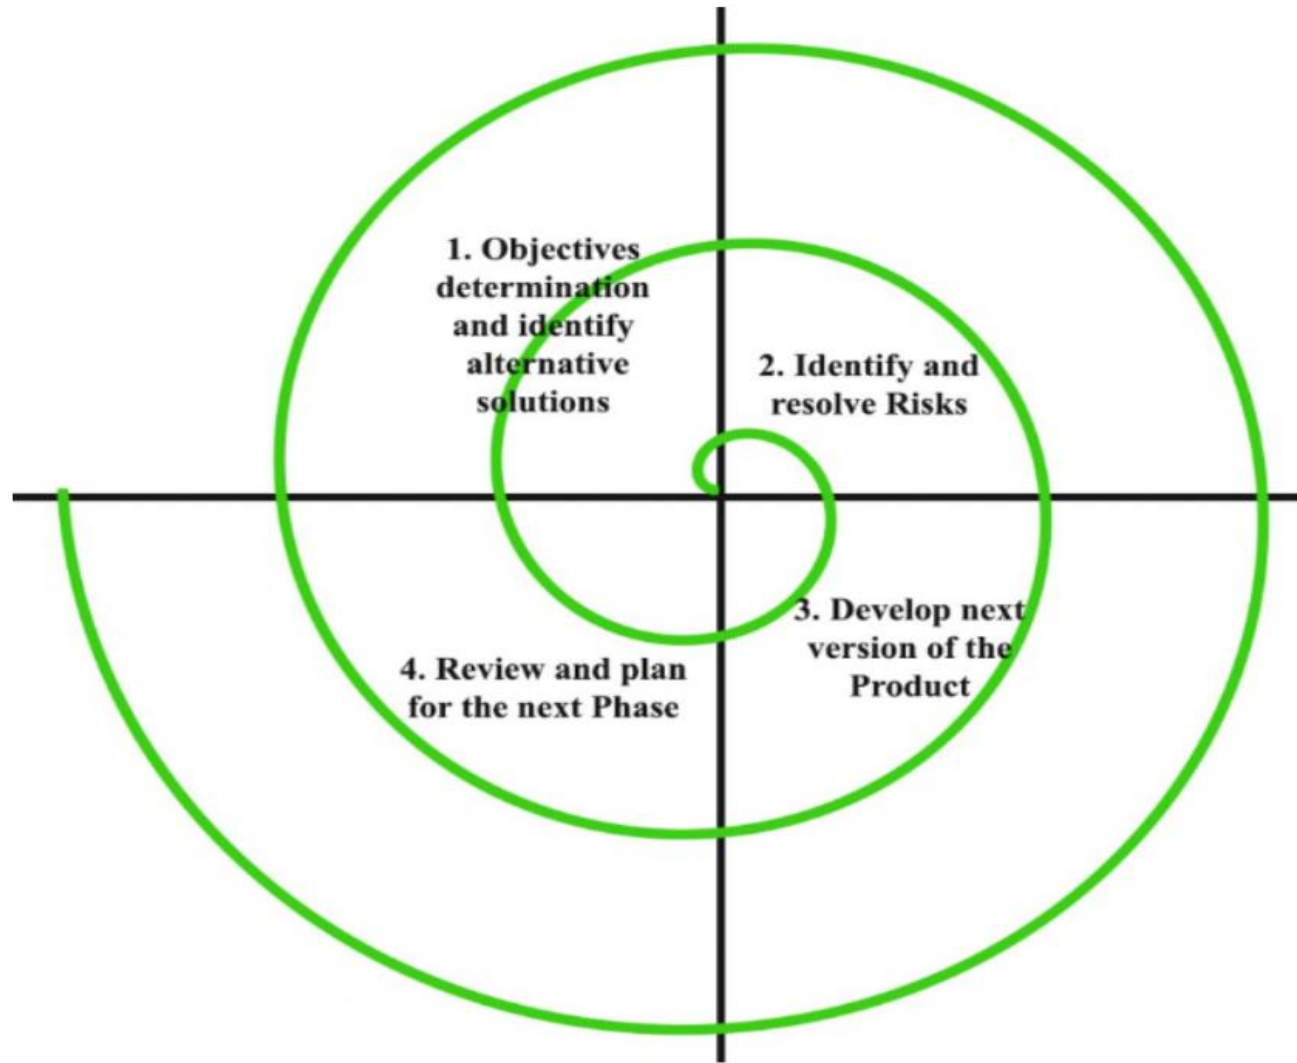 1. Objectives
determination
and identify
alternative
solutions
2. Identify and
resolve Risks
3. Develop next
version of the
Product
4. Review and plan
for the next Phase